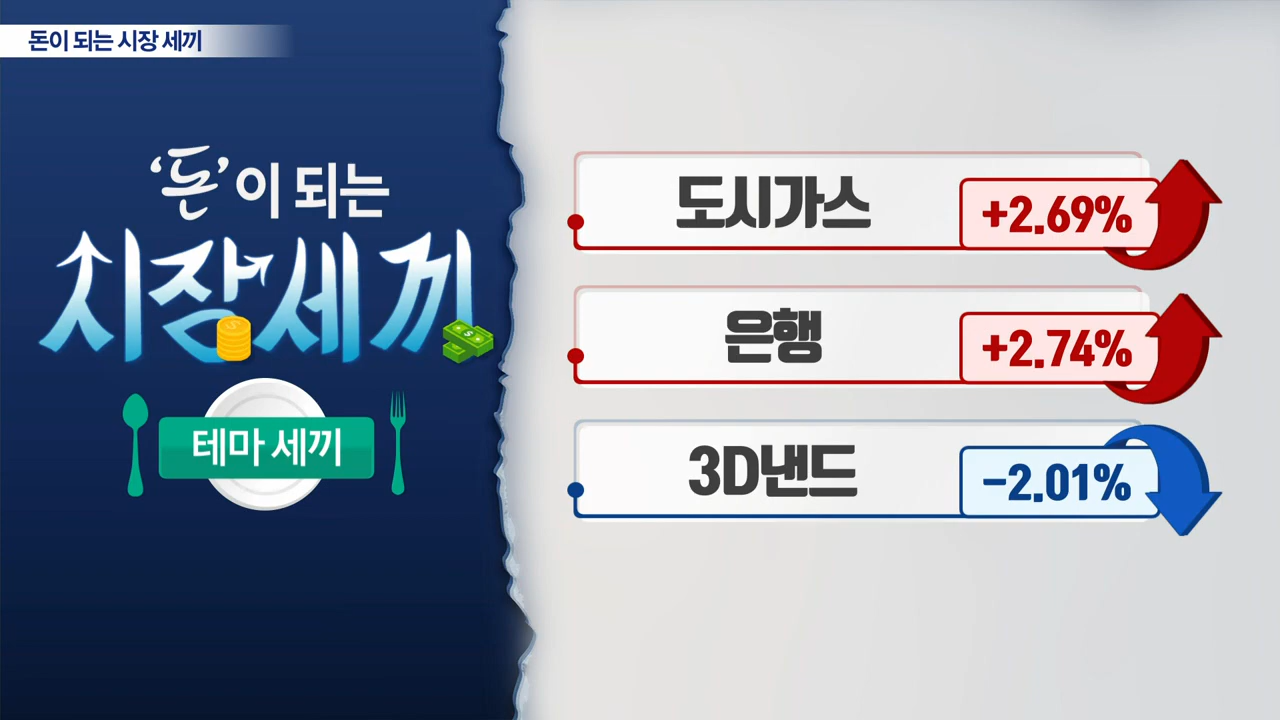 돈이 되는 시장 세끼
‘돈’이 되는
시장세끼
테마 세끼
도시가스
+2.69%
은행
+2.74%
3D낸드
-2.01%